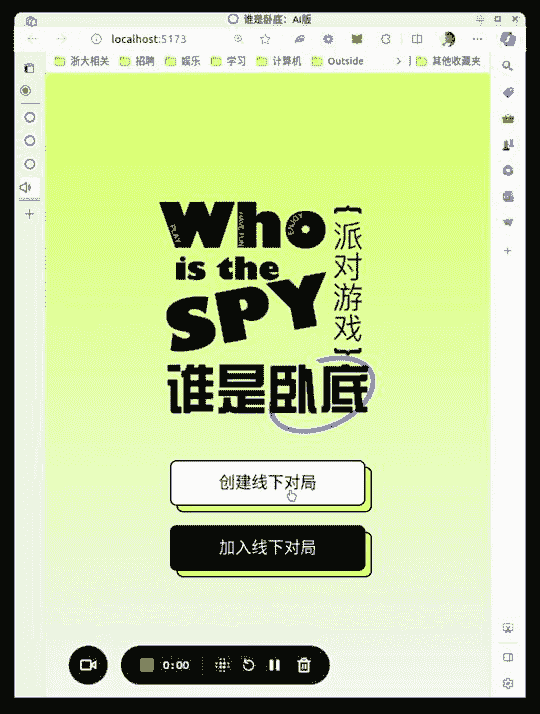 谁是卧底：AI版
localhost:5173
浙大相关 招聘 娱乐 学习 计算机 Outside 其他收藏夹
Who
PLAY
HAVE FUN
ENJOY
is the
SPY
{派对游戏}
谁是卧底
创建线下对局
加入线下对局
0:00